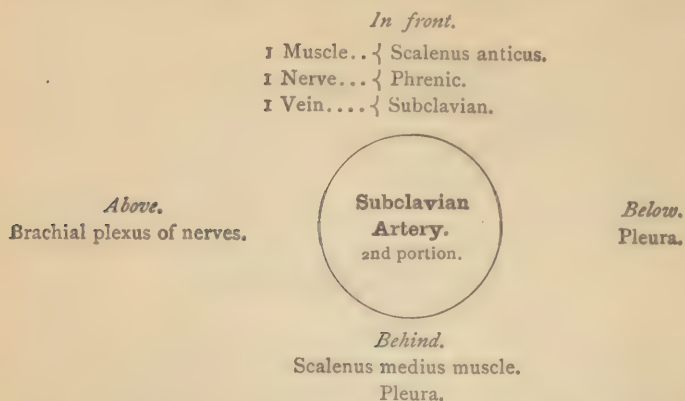 In front.
1 Muscle.. { Scalenus anticus.
1 Nerve... { Phrenic.
1 Vein.... { Subclavian.
Above.
Brachial plexus of nerves.
Subclavian
Artery.
2nd portion.
Below.
Pleura.
Behind.
Scalenus medius muscle.
Pleura.